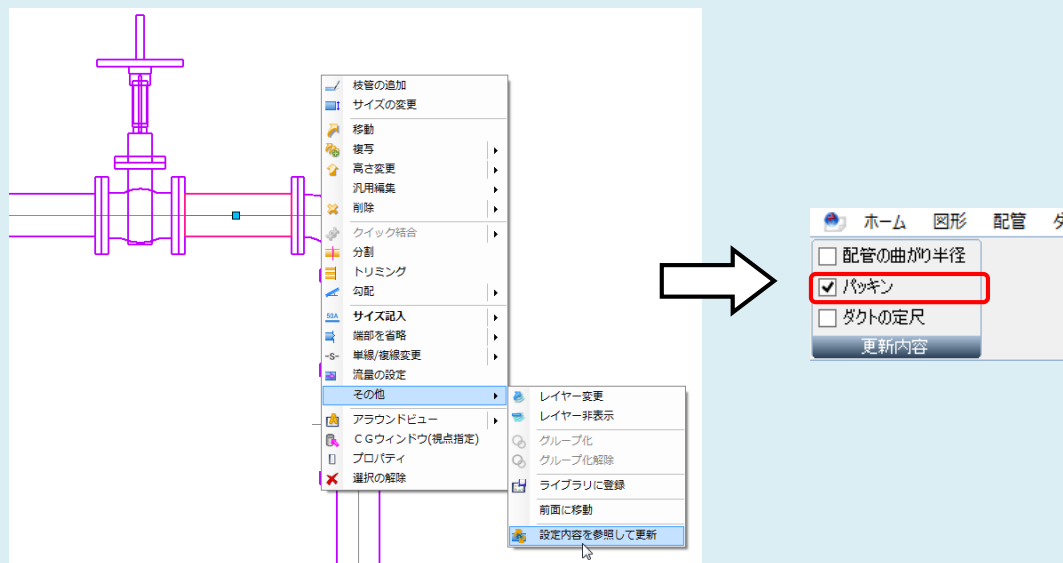 枝管の追加
サイズの変更
移動
複写
高さ変更
汎用編集
削除
クイック結合
分割
トリミング
勾配
50A サイズ記入
端部を省略
-S- 単線/複線変更
流量の設定
その他
アラウンドビュー
CGウィンドウ(視点指定)
プロパティ
選択の解除
レイヤー変更
レイヤー非表示
グループ化
グループ化解除
ライブラリに登録
前面に移動
設定内容を参照して更新
ホーム 図形 配管
配管の曲がり半径
パッキン
ダクトの定尺
更新内容